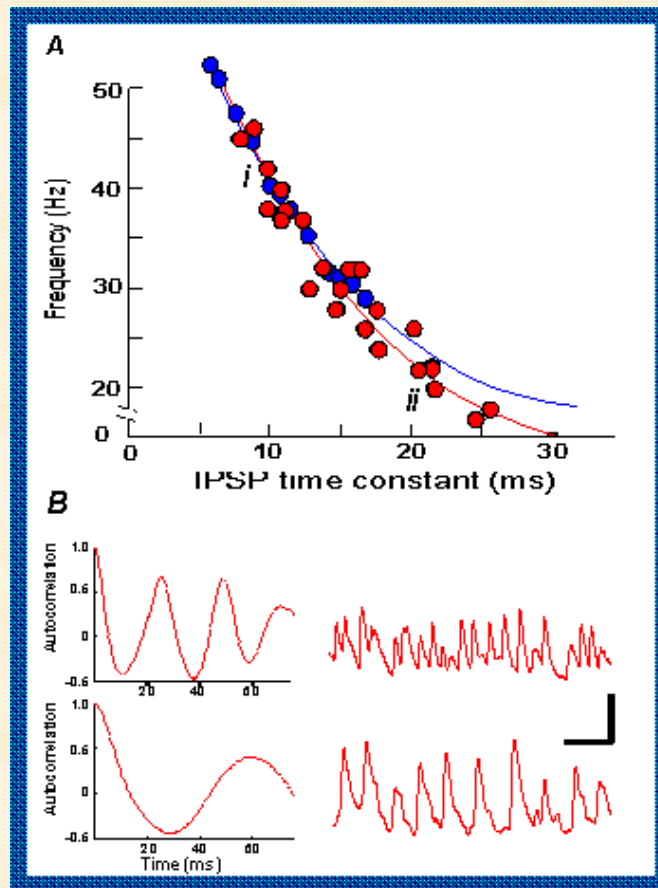 A
50
40
30
20
0
Frequency (Hz)
i
ii
0 10 20 30
IPSP time constant (ms)
B
1.0
0.6
0
-0.6
Autocorrelation
20 40 60
1.0
0.6
0
-0.6
Autocorrelation
20 40 60
Time (ms)